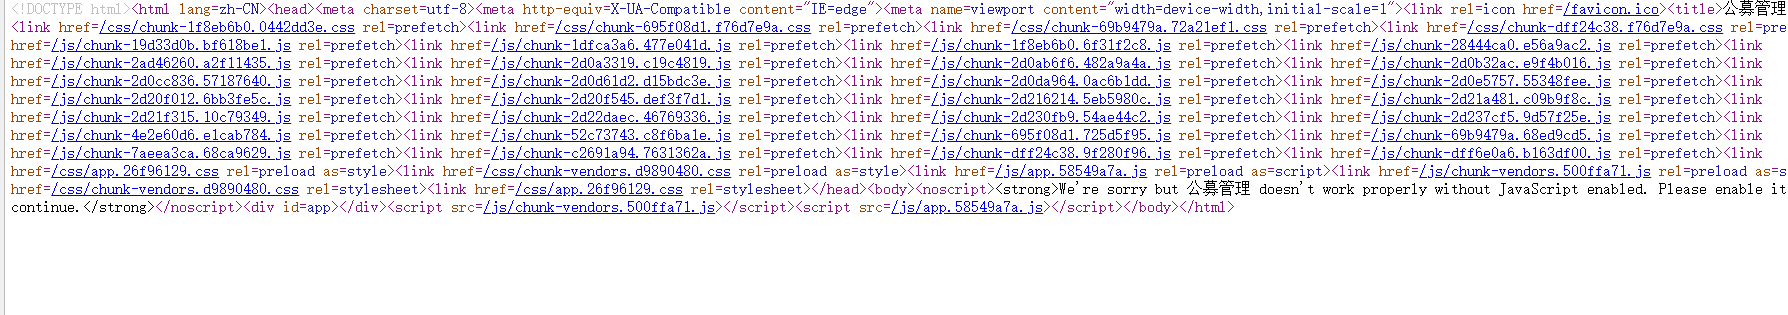 <!DOCTYPE html><html lang=zh-CN><head><meta charset=utf-8><meta http-equiv=X-UA-Compatible content="IE=edge"><meta name=viewport content="width=device-width,initial-scale=1"><link rel=icon href=/favicon.ico><title>公募管理
<link href=/css/chunk-1f8eb6b0.0442dd3e.css rel=prefetch><link href=/css/chunk-695f08d1.f76d7e9a.css rel=prefetch><link href=/css/chunk-69b9479a.72a21ef1.css rel=prefetch><link href=/css/chunk-dff24c38.f76d7e9a.css rel=pre
href=/js/chunk-19d33d0b.bf618be1.js rel=prefetch><link href=/js/chunk-1dfca3a6.477e041d.js rel=prefetch><link href=/js/chunk-1f8eb6b0.6f31f2c8.js rel=prefetch><link href=/js/chunk-28444ca0.e56a9ac2.js rel=prefetch><link
href=/js/chunk-2ad46260.a2f11435.js rel=prefetch><link href=/js/chunk-2d0a3319.c19c4819.js rel=prefetch><link href=/js/chunk-2d0ab6f6.482a9a4a.js rel=prefetch><link href=/js/chunk-2d0b32ac.e9f4b016.js rel=prefetch><link
href=/js/chunk-2d0cc836.57187640.js rel=prefetch><link href=/js/chunk-2d0d61d2.d15bdc3e.js rel=prefetch><link href=/js/chunk-2d0da964.0ac6b1dd.js rel=prefetch><link href=/js/chunk-2d0e5757.55348fee.js rel=prefetch><link
href=/js/chunk-2d20f012.6bb3fe5c.js rel=prefetch><link href=/js/chunk-2d20f545.def3f7d1.js rel=prefetch><link href=/js/chunk-2d216214.5eb5980c.js rel=prefetch><link href=/js/chunk-2d21a481.c09b9f8c.js rel=prefetch><link
href=/js/chunk-2d21f315.10c79349.js rel=prefetch><link href=/js/chunk-2d22daec.46769336.js rel=prefetch><link href=/js/chunk-2d230fb9.54ae44c2.js rel=prefetch><link href=/js/chunk-2d237cf5.9d57f25e.js rel=prefetch><link
href=/js/chunk-4e2e60d6.e1cab784.js rel=prefetch><link href=/js/chunk-52c73743.c8f6ba1e.js rel=prefetch><link href=/js/chunk-695f08d1.725d5f95.js rel=prefetch><link href=/js/chunk-69b9479a.68ed9cd5.js rel=prefetch><link
href=/js/chunk-7aeea3ca.68ca9629.js rel=prefetch><link href=/js/chunk-c2691a94.7631362a.js rel=prefetch><link href=/js/chunk-dff24c38.9f280f96.js rel=prefetch><link href=/js/chunk-dff6e0a6.b163df00.js rel=prefetch><link
href=/css/app.26f96129.css rel=preload as=style><link href=/css/chunk-vendors.d9890480.css rel=preload as=style><link href=/js/app.58549a7a.js rel=preload as=script><link href=/js/chunk-vendors.500ffa71.js rel=preload as=s
href=/css/chunk-vendors.d9890480.css rel=stylesheet><link href=/css/app.26f96129.css rel=stylesheet></head><body><noscript><strong>We're sorry but 公募管理 doesn't work properly without JavaScript enabled. Please enable it
continue.</strong></noscript><div id=app></div><script src=/js/chunk-vendors.500ffa71.js></script><script src=/js/app.58549a7a.js></script></body></html>